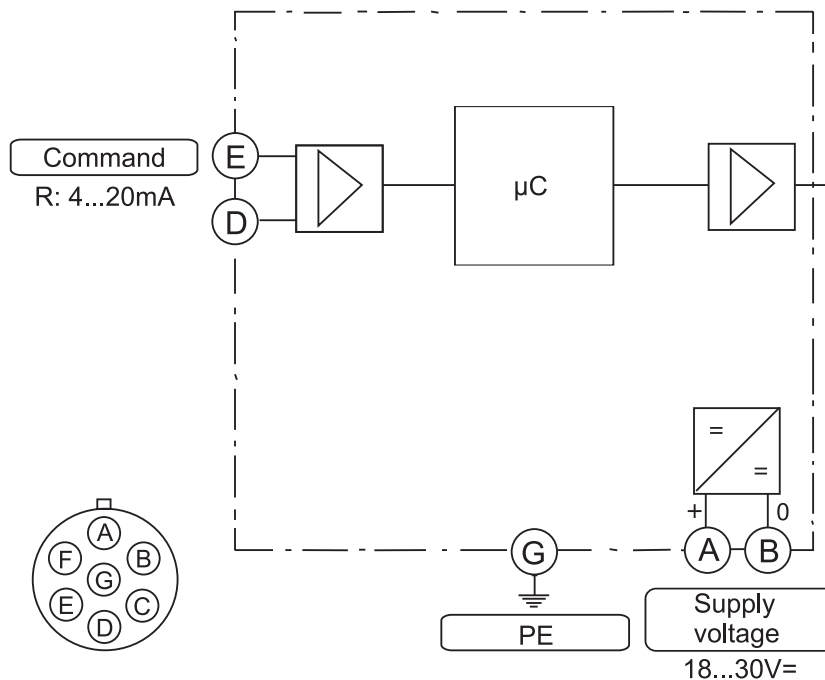 Command
R: 4...20mA
E
D
µC
=
=
+
0
G
A
B
PE
Supply
voltage
18...30V=
A
F
B
G
E
C
D